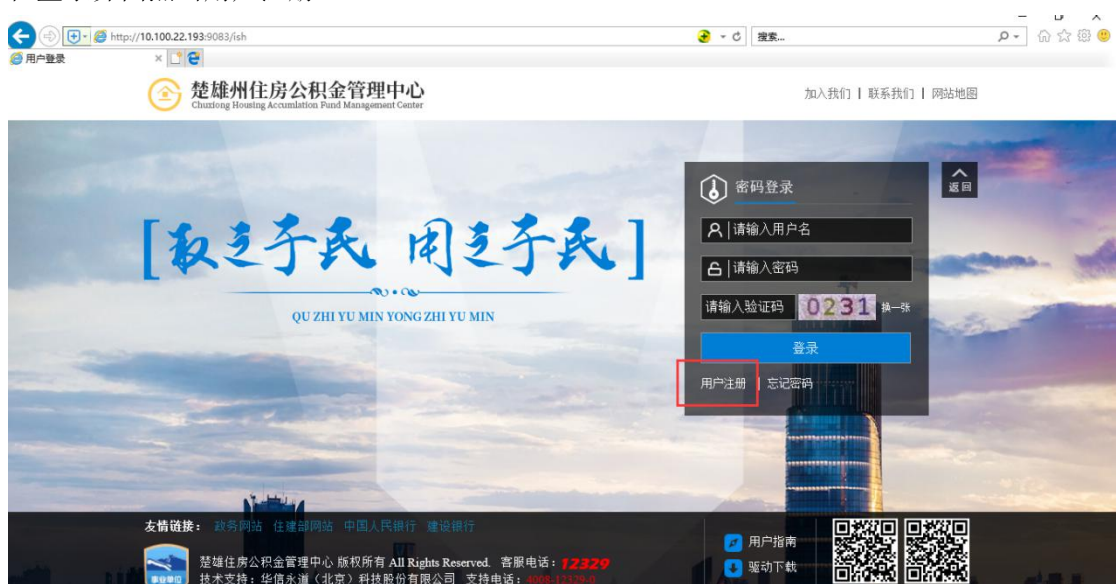 http://10.100.22.193:9083/ish
搜索...
用户登录
楚雄州住房公积金管理中心
Chuxiong Housing Accumlation Fund Management Center
加入我们 | 联系我们 | 网站地图
密码登录
返回
[取之于民 用之于民]
QU ZHI YU MIN YONG ZHI YU MIN
请输入用户名
请输入密码
请输入验证码 0231 换一张
登录
用户注册 | 忘记密码
友情链接: 政务网站 住建部网站 中国人民银行 建设银行
用户指南
驱动下载
事业单位
楚雄住房公积金管理中心 版权所有 All Rights Reserved. 客服电话: 12329
技术支持: 华信永道(北京)科技股份有限公司 支持电话: 4008-12329-0